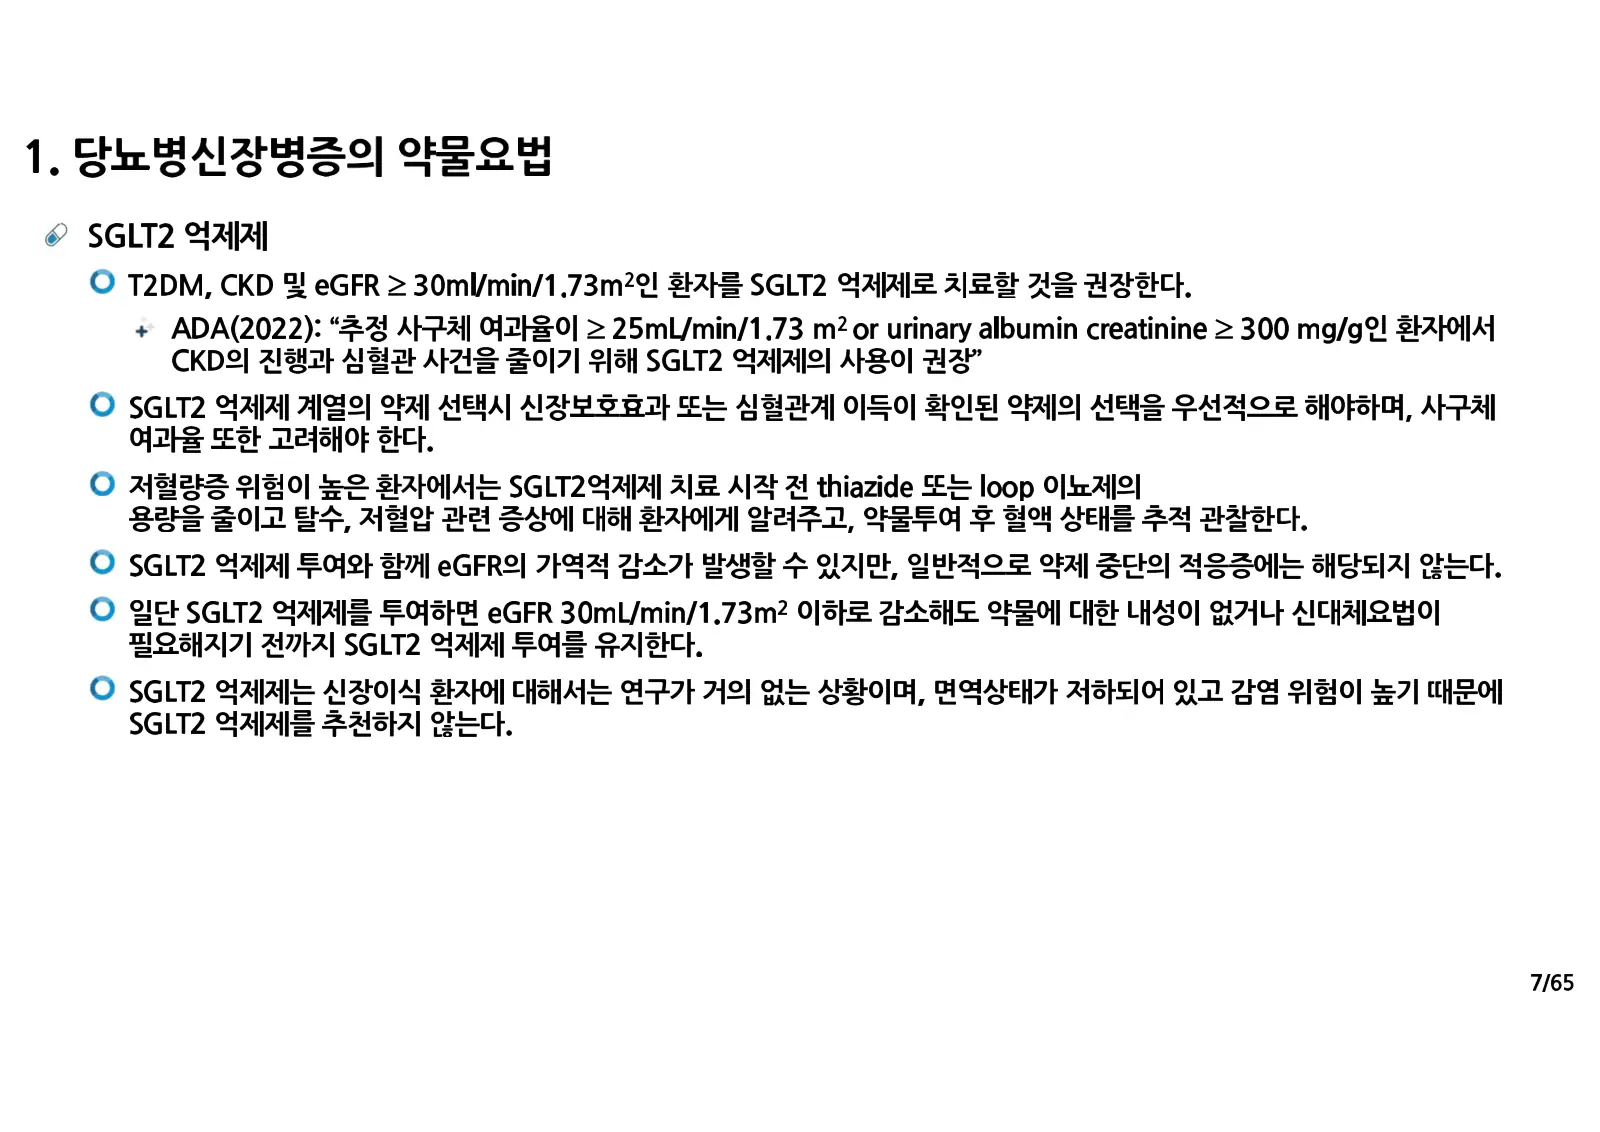 1. 당뇨병신장병증의 약물요법
SGLT2 억제제
T2DM, CKD 및 eGFR ≥ 30ml/min/1.73m²인 환자를 SGLT2 억제제로 치료할 것을 권장한다.
ADA(2022): “추정 사구체 여과율이 ≥ 25mL/min/1.73 m² or urinary albumin creatinine ≥ 300 mg/g인 환자에서
CKD의 진행과 심혈관 사건을 줄이기 위해 SGLT2 억제제의 사용이 권장”
SGLT2 억제제 계열의 약제 선택시 신장보호효과 또는 심혈관계 이득이 확인된 약제의 선택을 우선적으로 해야하며, 사구체
여과율 또한 고려해야 한다.
저혈량증 위험이 높은 환자에서는 SGLT2억제제 치료 시작 전 thiazide 또는 loop 이뇨제의
용량을 줄이고 탈수, 저혈압 관련 증상에 대해 환자에게 알려주고, 약물투여 후 혈액 상태를 추적 관찰한다.
SGLT2 억제제 투여와 함께 eGFR의 가역적 감소가 발생할 수 있지만, 일반적으로 약제 중단의 적응증에는 해당되지 않는다.
일단 SGLT2 억제제를 투여하면 eGFR 30mL/min/1.73m² 이하로 감소해도 약물에 대한 내성이 없거나 신대체요법이
필요해지기 전까지 SGLT2 억제제 투여를 유지한다.
SGLT2 억제제는 신장이식 환자에 대해서는 연구가 거의 없는 상황이며, 면역상태가 저하되어 있고 감염 위험이 높기 때문에
SGLT2 억제제를 추천하지 않는다.
7/65